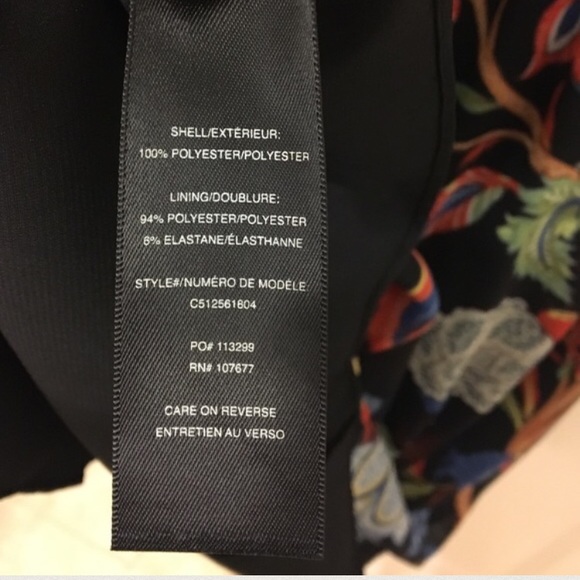 SHELL/EXTÉRIEUR:
100% POLYESTER/POLYESTER
LINING/DOUBLURE:
94% POLYESTER/POLYESTER
6% ELASTANE/ÉLASTHANNE
STYLE#/NUMÉRO DE MODÈLE:
C512561604
PO# 113299
RN# 107677
CARE ON REVERSE
ENTRETIEN AU VERSO